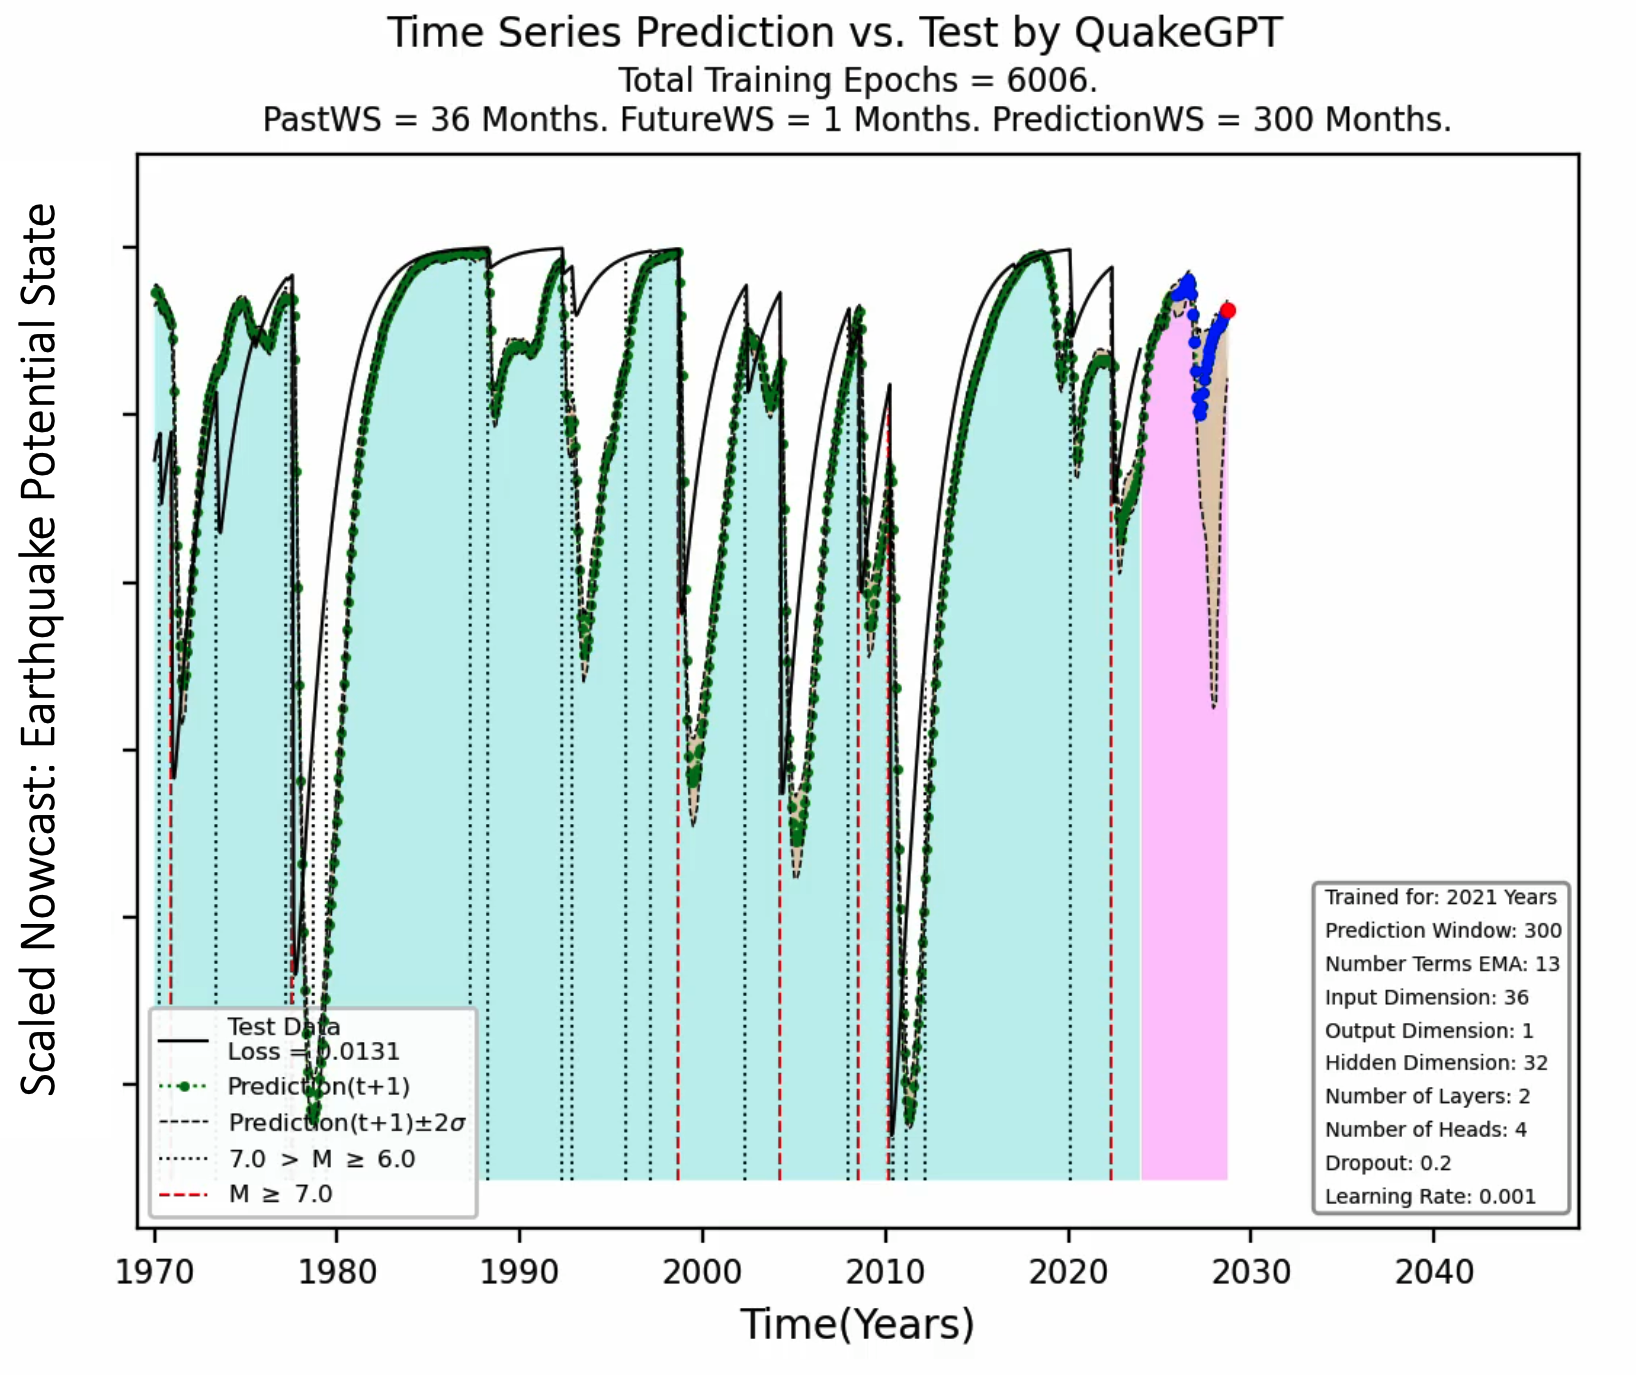 Time Series Prediction vs. Test by QuakeGPT
Total Training Epochs = 6006.
PastWS = 36 Months. FutureWS = 1 Months. PredictionWS = 300 Months.
Scaled Nowcast: Earthquake Potential State
Test Data
Loss = 0.0131
Prediction(t+1)
Prediction(t+1)±2σ
7.0 > M ≥ 6.0
M ≥ 7.0
Trained for: 2021 Years
Prediction Window: 300
Number Terms EMA: 13
Input Dimension: 36
Output Dimension: 1
Hidden Dimension: 32
Number of Layers: 2
Number of Heads: 4
Dropout: 0.2
Learning Rate: 0.001
1970 1980 1990 2000 2010 2020 2030 2040
Time(Years)